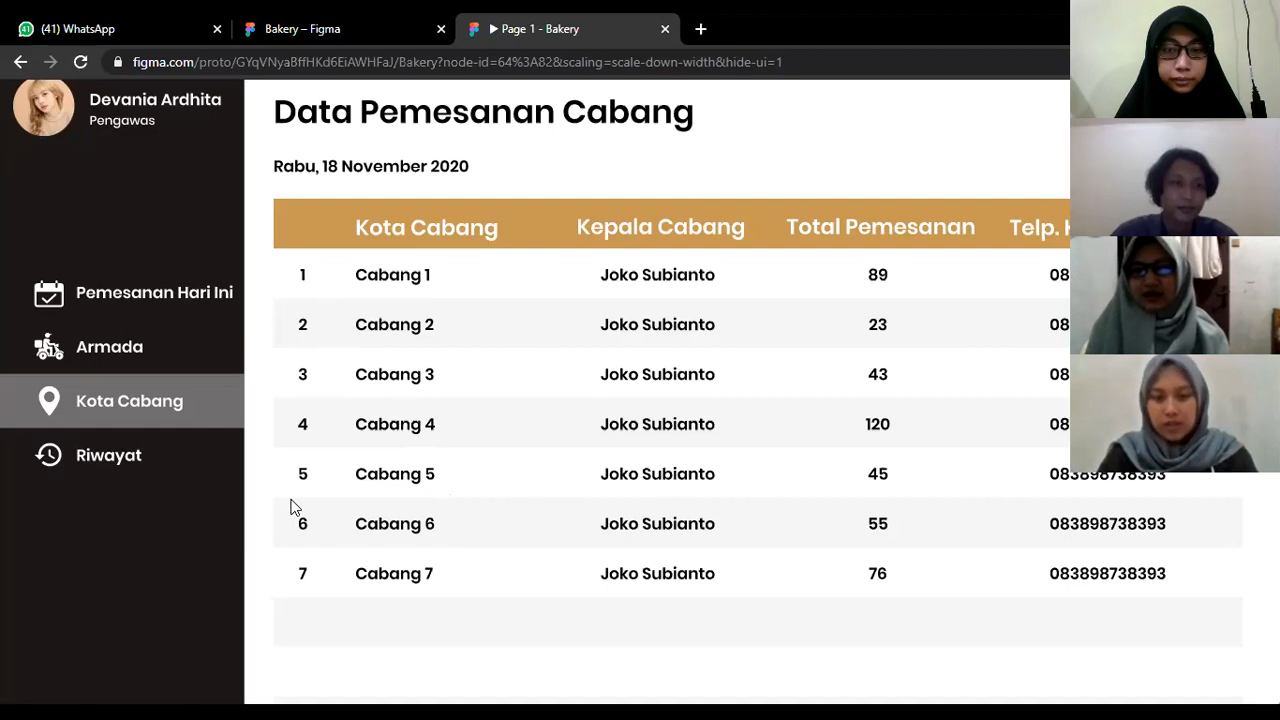 41
(41) WhatsApp
Bakery – Figma
▶ Page 1 - Bakery
figma.com/proto/GYqVNyaBffHKd6EiAWHFaJ/Bakery?node-id=64%3A82&scaling=scale-down-width&hide-ui=1
Devania Ardhita
Pengawas
Pemesanan Hari Ini
Armada
Kota Cabang
Riwayat
Data Pemesanan Cabang
Rabu, 18 November 2020
Kota Cabang Kepala Cabang Total Pemesanan Telp.
1 Cabang 1 Joko Subianto 89 08
2 Cabang 2 Joko Subianto 23 08
3 Cabang 3 Joko Subianto 43 08
4 Cabang 4 Joko Subianto 120 08
5 Cabang 5 Joko Subianto 45 083898738393
6 Cabang 6 Joko Subianto 55 083898738393
7 Cabang 7 Joko Subianto 76 083898738393